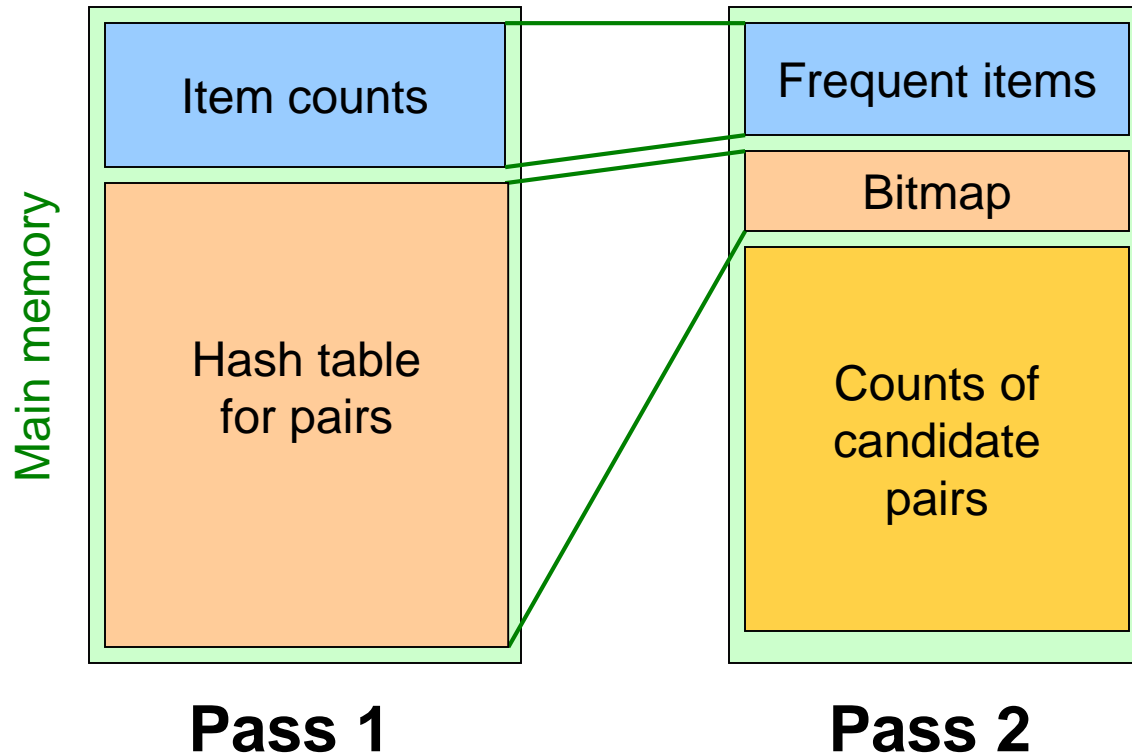 Main memory
Item counts
Hash table
for pairs
Pass 1
Frequent items
Bitmap
Counts of
candidate
pairs
Pass 2